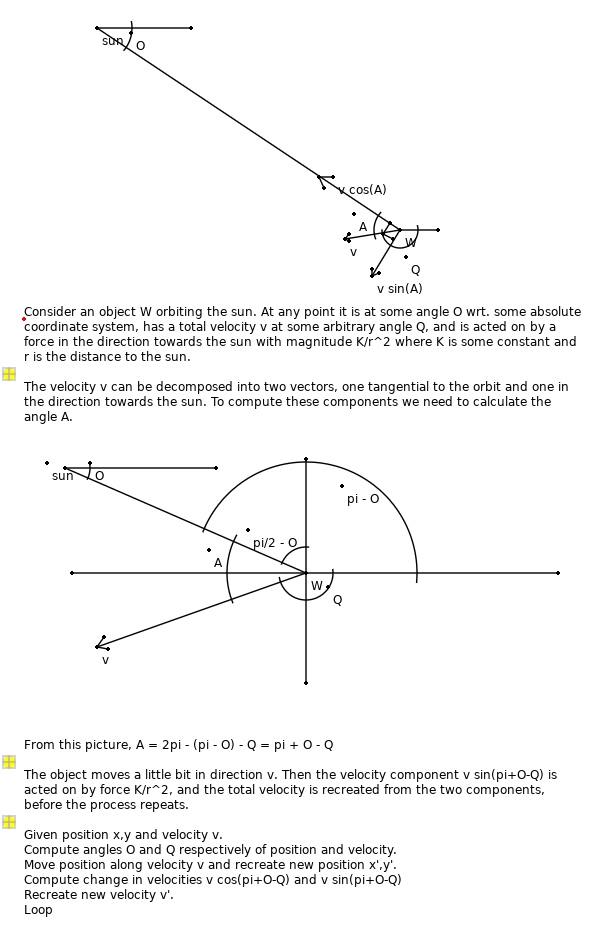 sun
O
v cos(A)
A
W
v
Q
v sin(A)
Consider an object W orbiting the sun. At any point it is at some angle O wrt. some absolute
coordinate system, has a total velocity v at some arbitrary angle Q, and is acted on by a
force in the direction towards the sun with magnitude K/r^2 where K is some constant and
r is the distance to the sun.
The velocity v can be decomposed into two vectors, one tangential to the orbit and one in
the direction towards the sun. To compute these components we need to calculate the
angle A.
sun
O
pi - O
pi/2 - O
A
W
Q
v
From this picture, A = 2pi - (pi - O) - Q = pi + O - Q
The object moves a little bit in direction v. Then the velocity component v sin(pi+O-Q) is
acted on by force K/r^2, and the total velocity is recreated from the two components,
before the process repeats.
Given position x,y and velocity v.
Compute angles O and Q respectively of position and velocity.
Move position along velocity v and recreate new position x',y'.
Compute change in velocities v cos(pi+O-Q) and v sin(pi+O-Q)
Recreate new velocity v'.
Loop